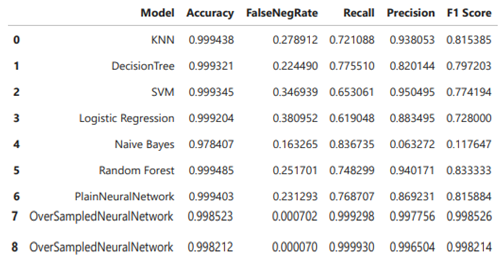 Model Accuracy FalseNegRate Recall Precision F1 Score
0 KNN 0.999438 0.278912 0.721088 0.938053 0.815385
1 DecisionTree 0.999321 0.224490 0.775510 0.820144 0.797203
2 SVM 0.999345 0.346939 0.653061 0.950495 0.774194
3 Logistic Regression 0.999204 0.380952 0.619048 0.883495 0.728000
4 Naive Bayes 0.978407 0.163265 0.836735 0.063272 0.117647
5 Random Forest 0.999485 0.251701 0.748299 0.940171 0.833333
6 PlainNeuralNetwork 0.999403 0.231293 0.768707 0.869231 0.815884
7 OverSampledNeuralNetwork 0.998523 0.000702 0.999298 0.997756 0.998526
8 OverSampledNeuralNetwork 0.998212 0.000070 0.999930 0.996504 0.998214